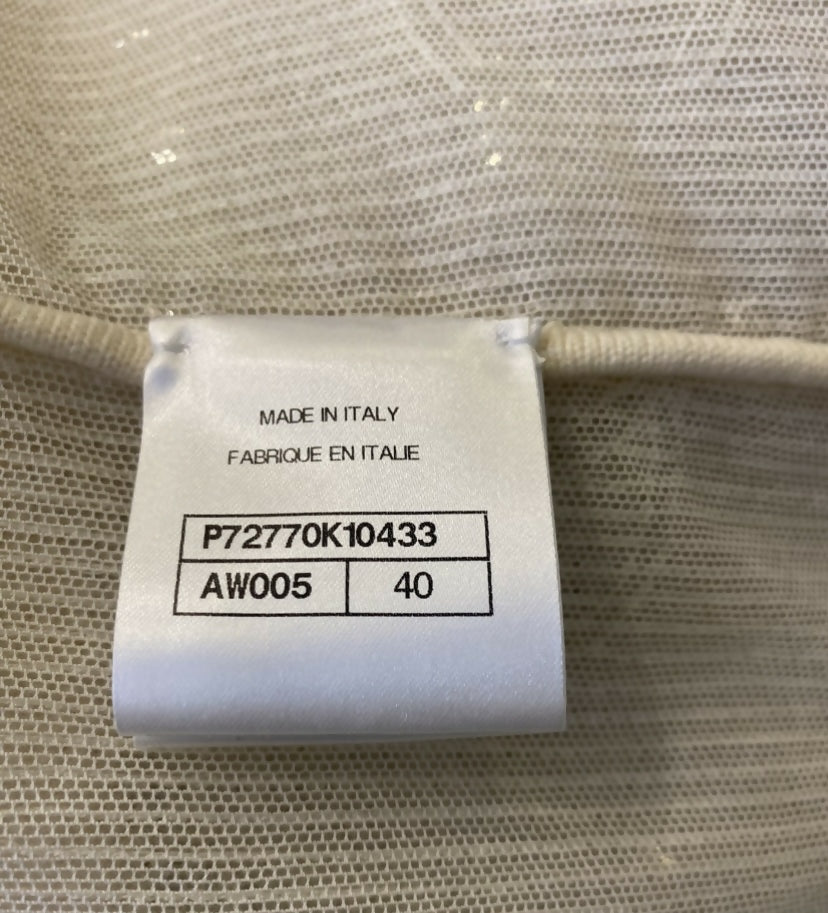 MADE IN ITALY
FABRIQUE EN ITALIE
P72770K10433
AW005 40